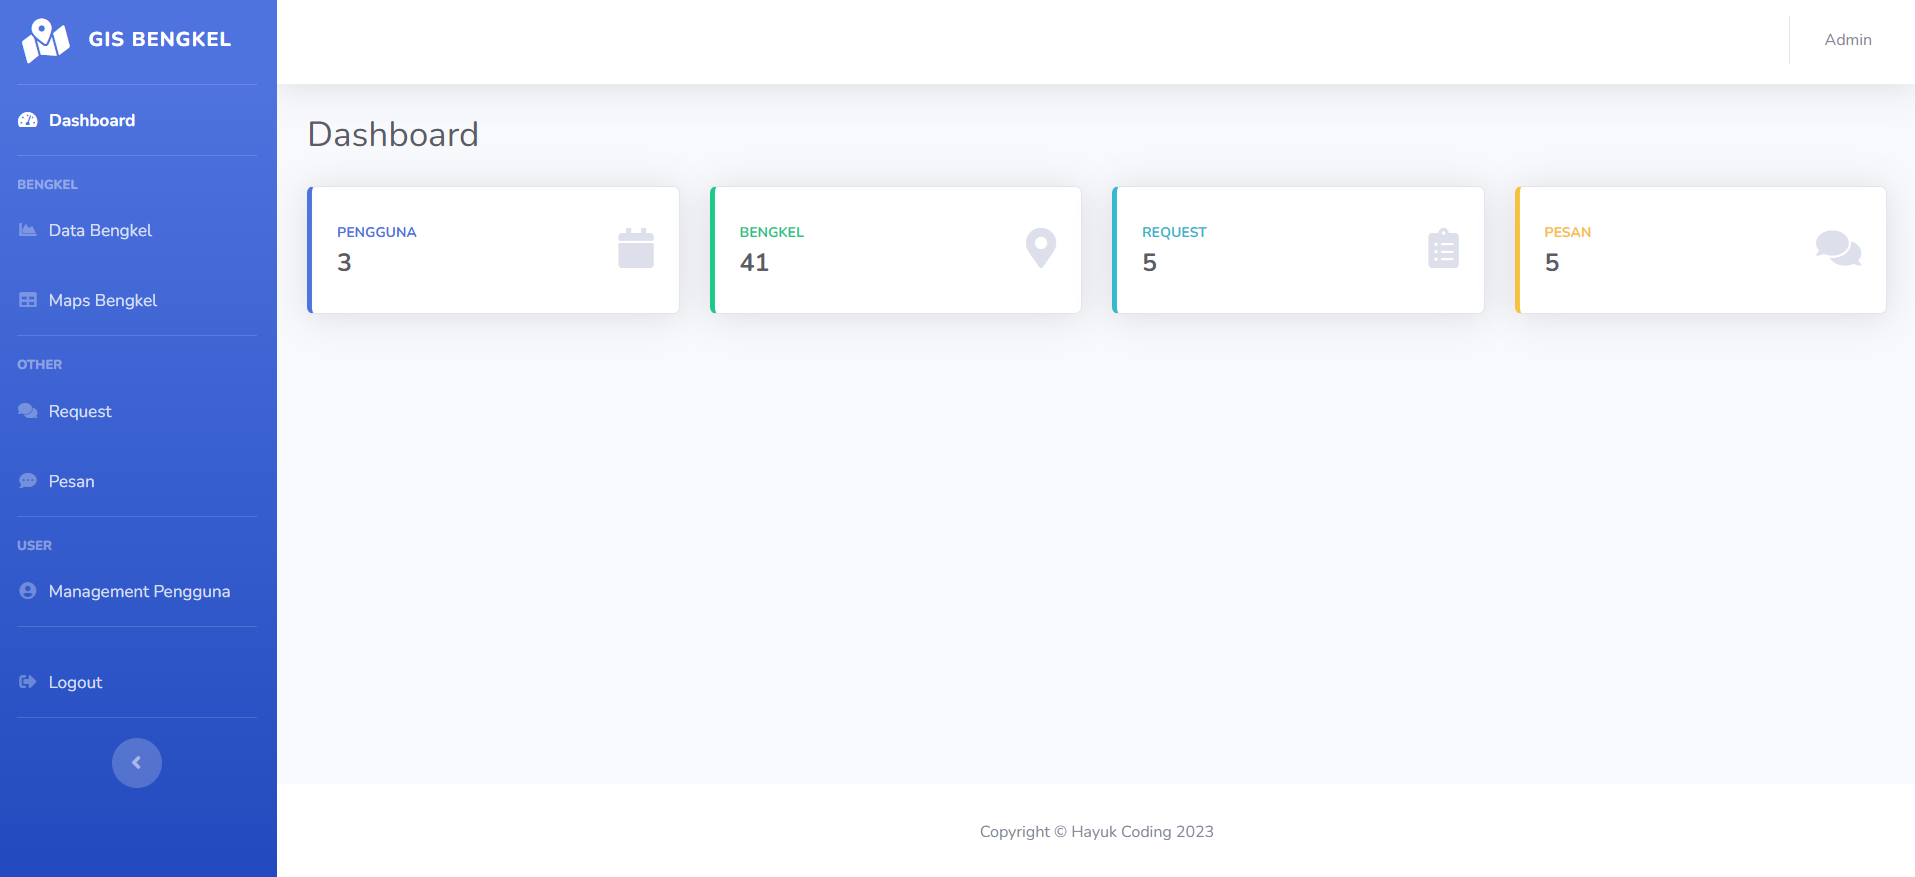 GIS BENGKEL
Dashboard
BENGKEL
Data Bengkel
Maps Bengkel
OTHER
Request
Pesan
USER
Management Pengguna
Logout
Admin
Dashboard
PENGGUNA
3
BENGKEL
41
REQUEST
5
PESAN
5
Copyright © Hayuk Coding 2023